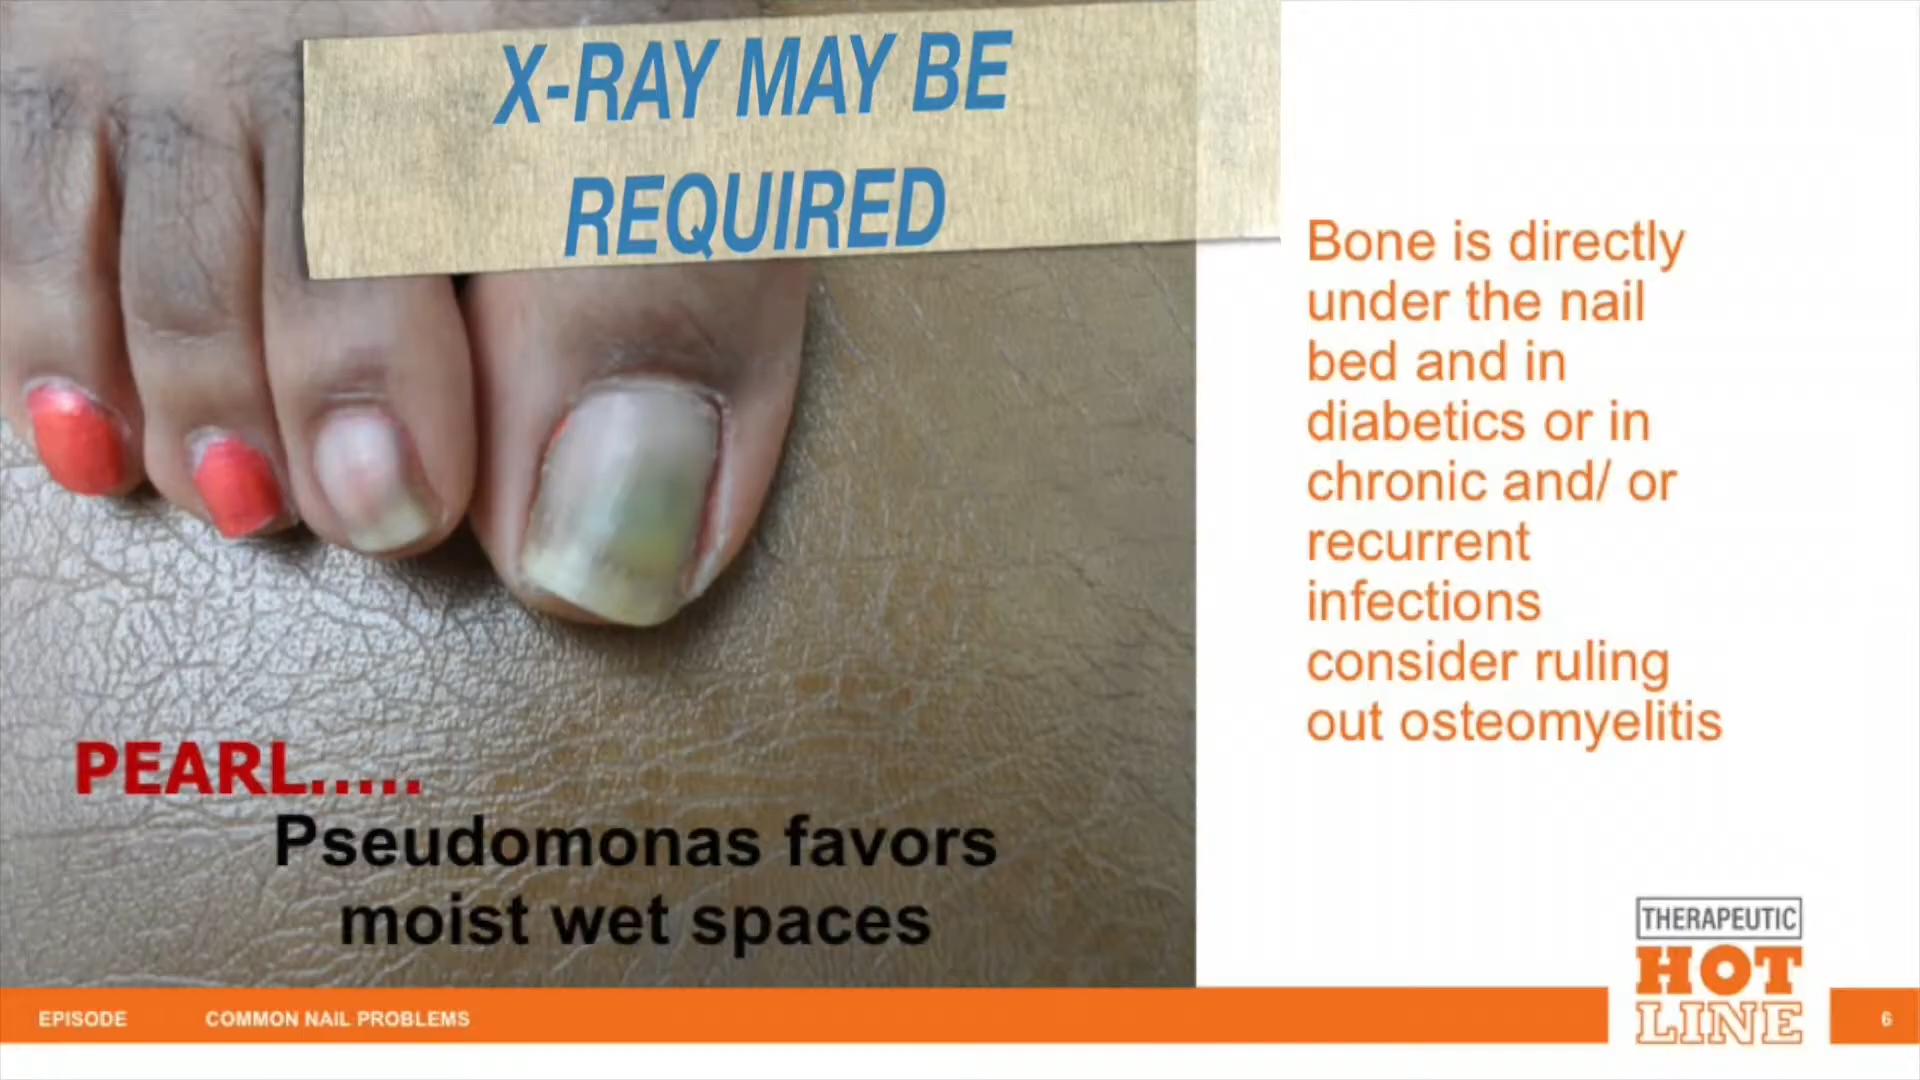 X-RAY MAY BE
REQUIRED
Bone is directly
under the nail
bed and in
diabetics or in
chronic and/ or
recurrent
infections
consider ruling
out osteomyelitis
PEARL.....
Pseudomonas favors
moist wet spaces
THERAPEUTIC
HOT
LINE
EPISODE
COMMON NAIL PROBLEMS
6